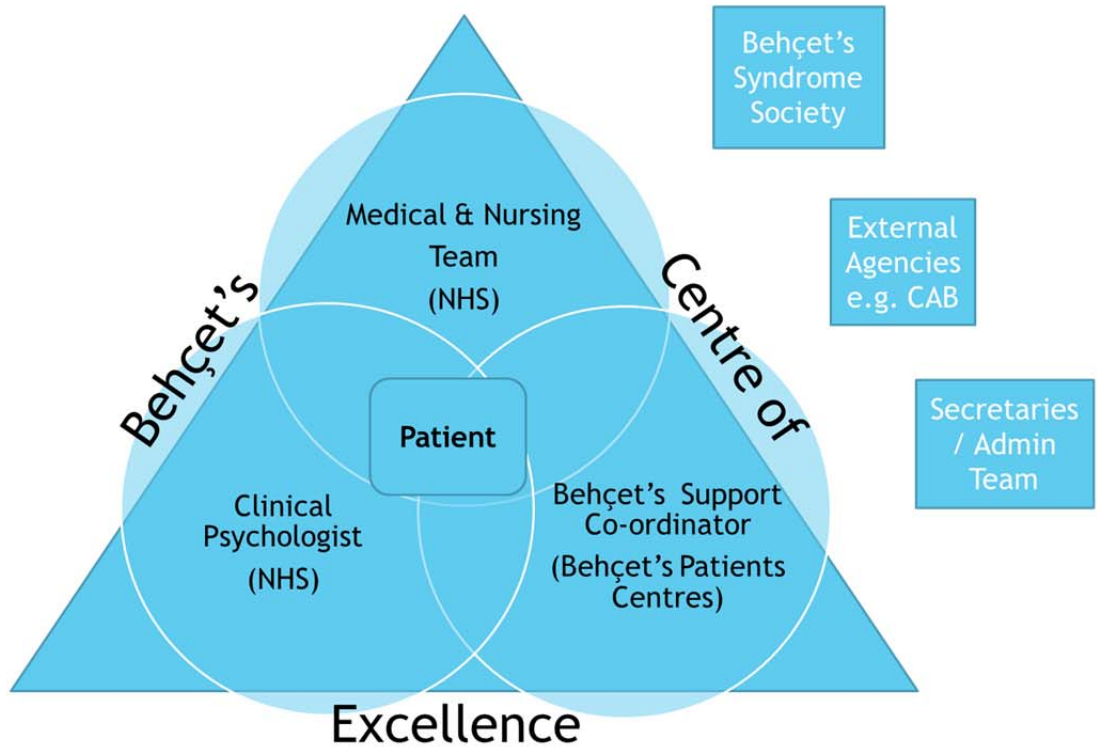 Behçet's
Syndrome
Society
Medical & Nursing
Team
(NHS)
External
Agencies
e.g. CAB
Behçet's
Centre of
Excellence
Patient
Clinical
Psychologist
(NHS)
Behçet's Support
Co-ordinator
(Behçet's Patients
Centres)
Secretaries
/ Admin
Team